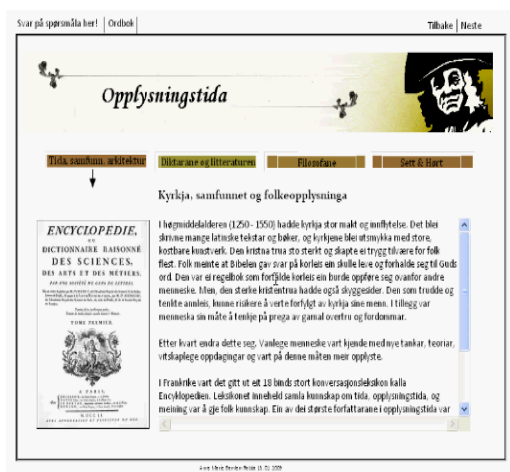 Svar på spørsmåla her! Ordbok Tilbake Neste
Opplysningstida
Tida, samfunn, arkitektur Diktarane og litteraturen Filosofane Sett & Hørt
Kyrkja, samfunnet og folkeopplysninga
ENCYCLOPEDIE,
OU
DICTIONNAIRE RAISONNÉ
DES SCIENCES,
DES ARTS ET DES MÉTIERS,
TOME PREMIER.
A PARIS,
I høgmiddelalderen (1250 - 1550) hadde kyrkja stor makt og innflytelse. Det blei
skrivne mange latinske tekstar og bøker, og kyrkjene blei utsmykka med store,
kostbare kunstverk. Den kristna trua sto sterkt og skapte ei trygg tilvære for folk
flest. Folk meinte at Bibelen gav svar på korleis ein skulle leve og forhalde seg til Guds
ord. Den var ei regelbok som fortalde korleis ein burde oppføre seg ovanfor andre
menneske. Men, den sterke kristentrua hadde også skyggesider. Den som trudde og
tenkte annleis, kunne risikere å verte forfylgt av kyrkja sine menn. I tillegg var
menneska sin måte å tenkje på prega av gamal overtru og fordommar.
Etter kvart endra dette seg. Vanlege menneske vart kjende med nye tankar, teoriar,
vitskaplege oppdagingar og vart på denne måten meir opplyste.
I Frankrike vart det gitt ut eit 18 binds stort konversasjonsleksikon kalla
Encyklopedien. Leksikonet inneheld samla kunnskap om tida, opplysningstida, og
meining var å gje folk kunnskap. Ein av dei største forfattarane i opplysningstida var